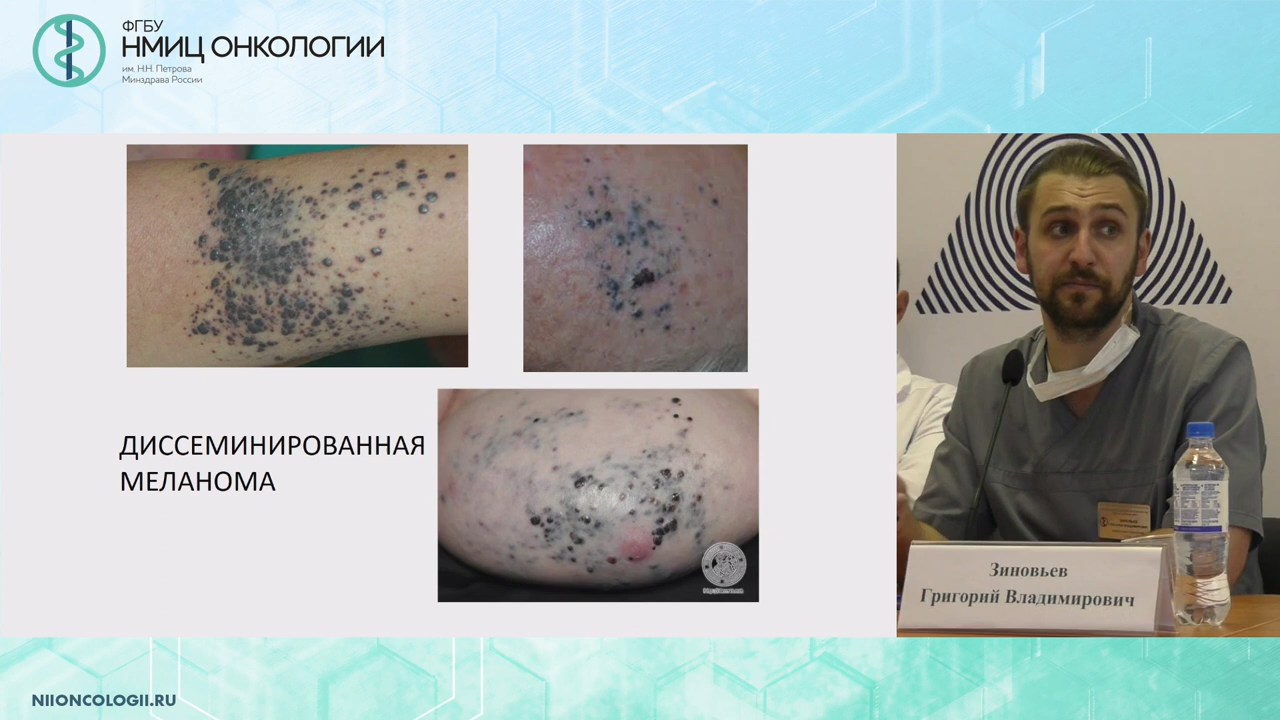 ФГБУ
НМИЦ ОНКОЛОГИИ
им. Н.Н. Петрова
Минздрава России
ДИССЕМИНИРОВАННАЯ
МЕЛАНОМА
Зиновьев
Григорий Владимирович
NIIONCOLOGII.RU